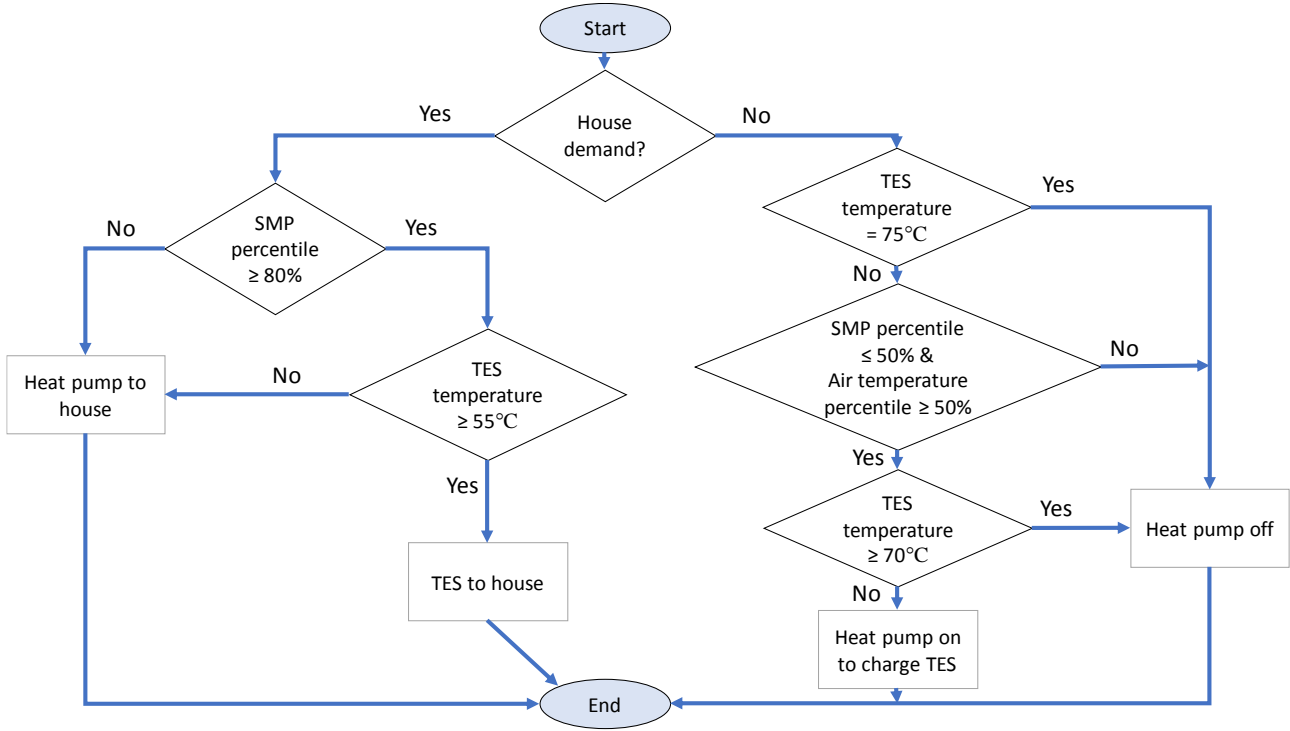 Start
House
demand?
Yes
No
SMP
percentile
≥ 80%
No
Yes
TES
temperature
= 75℃
Yes
No
Heat pump to
house
TES
temperature
≥ 55℃
No
Yes
SMP percentile
≤ 50% &
Air temperature
percentile ≥ 50%
No
Yes
TES
temperature
≥ 70℃
Yes
No
Heat pump off
TES to house
Heat pump on
to charge TES
End